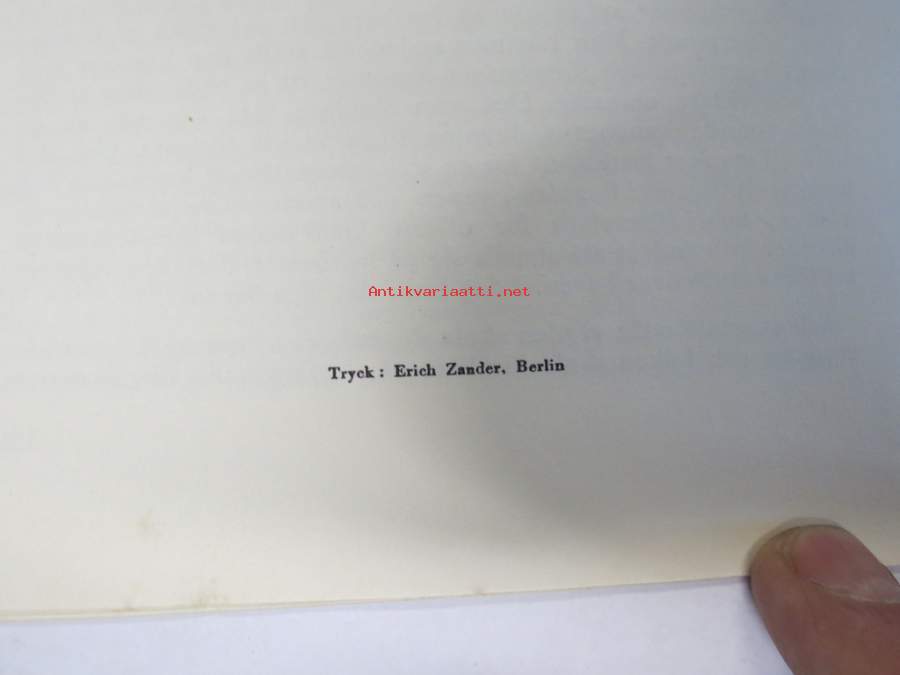 Antikvariaatti.net
Tryck: Erich Zander, Berlin